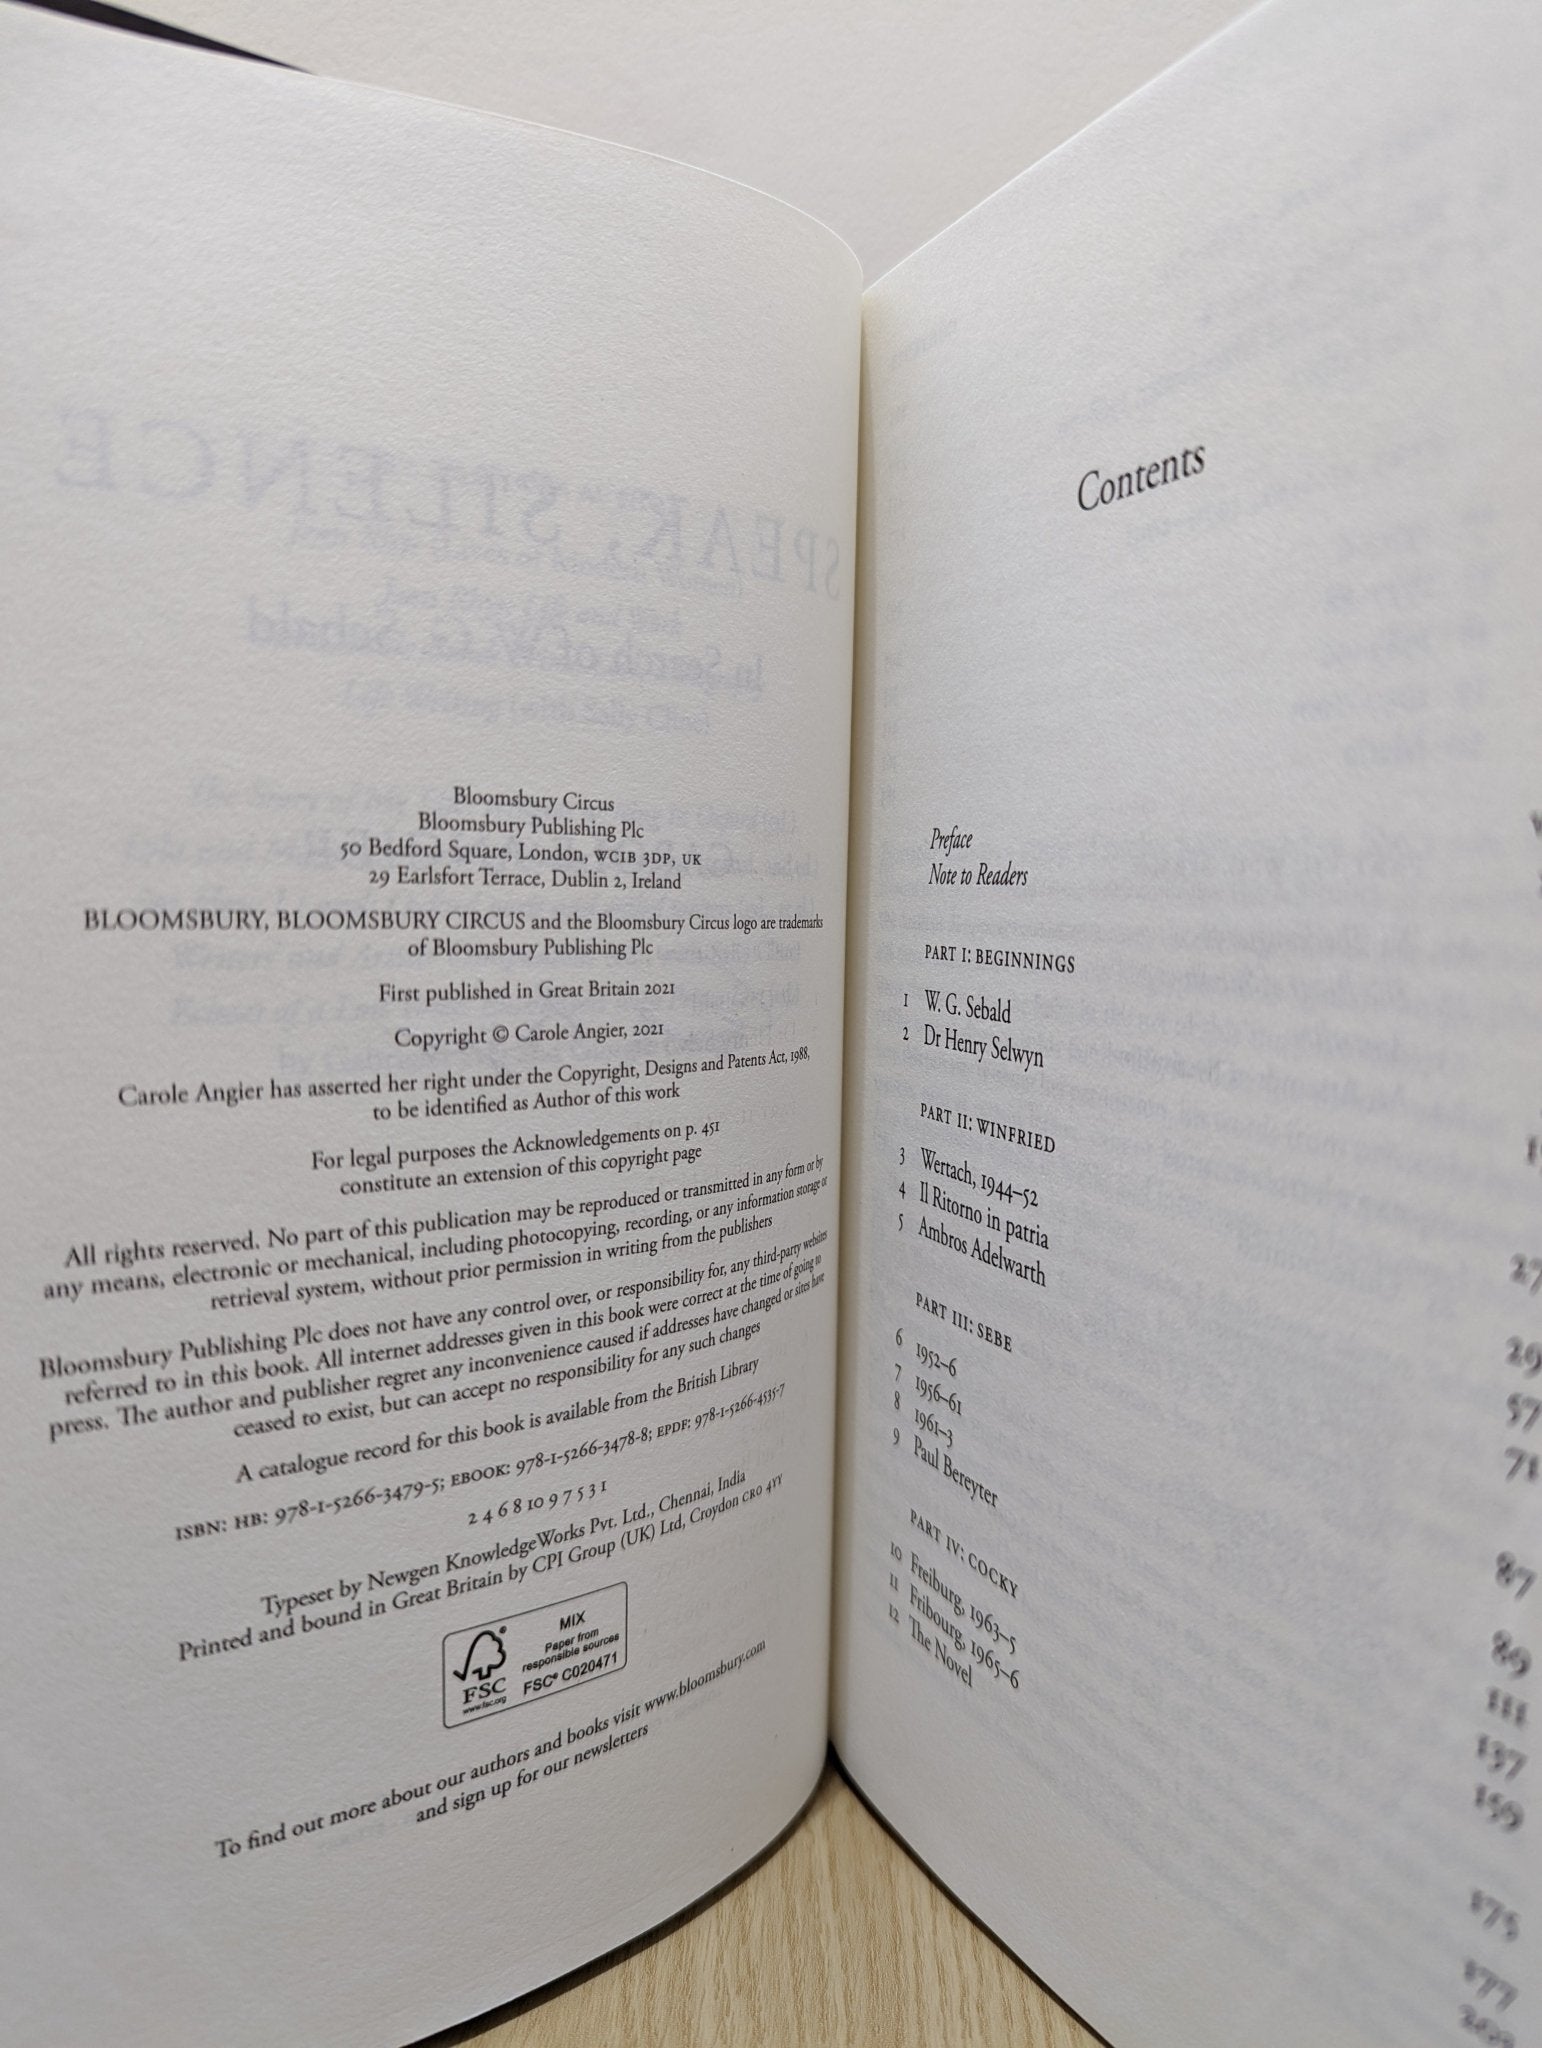 Bloomsbury Circus
Bloomsbury Publishing Plc
50 Bedford Square, London, WC1B 3DP, UK
29 Earlsfort Terrace, Dublin 2, Ireland
BLOOMSBURY, BLOOMSBURY CIRCUS and the Bloomsbury Circus logo are trademarks
of Bloomsbury Publishing Plc
First published in Great Britain 2021
Copyright © Carole Angier, 2021
Carole Angier has asserted her right under the Copyright, Designs and Patents Act, 1988,
to be identified as Author of this work
For legal purposes the Acknowledgements on p. 451
constitute an extension of this copyright page
All rights reserved. No part of this publication may be reproduced or transmitted in any form or by
any means, electronic or mechanical, including photocopying, recording, or any information storage or
retrieval system, without prior permission in writing from the publishers
Bloomsbury Publishing Plc does not have any control over, or responsibility for, any third-party websites
referred to in this book. All internet addresses given in this book were correct at the time of going to
press. The author and publisher regret any inconvenience caused if addresses have changed or sites have
ceased to exist, but can accept no responsibility for any such changes
A catalogue record for this book is available from the British Library
ISBN: HB: 978-1-5266-3479-5; EBOOK: 978-1-5266-3478-8; EPDF: 978-1-5266-4535-7
2 4 6 8 10 9 7 5 3 1
Typeset by Newgen KnowledgeWorks Pvt. Ltd., Chennai, India
Printed and bound in Great Britain by CPI Group (UK) Ltd, Croydon CR0 4YY
FSC
www.fsc.org
MIX
Paper from
responsible sources
FSC® C020471
To find out more about our authors and books visit www.bloomsbury.com
and sign up for our newsletters
Contents
Preface
Note to Readers
PART I: BEGINNINGS
1 W. G. Sebald
2 Dr Henry Selwyn
PART II: WINFRIED
3 Wertach, 1944–52
4 Il Ritorno in patria
5 Ambros Adelwarth
PART III: SEBE
6 1952–6
7 1956–61
8 1961–3
9 Paul Bereyter
PART IV: COCKY
10 Freiburg, 1963–5
11 Fribourg, 1965–6
12 The Novel
27
29
57
71
87
89
111
137
159
175
177